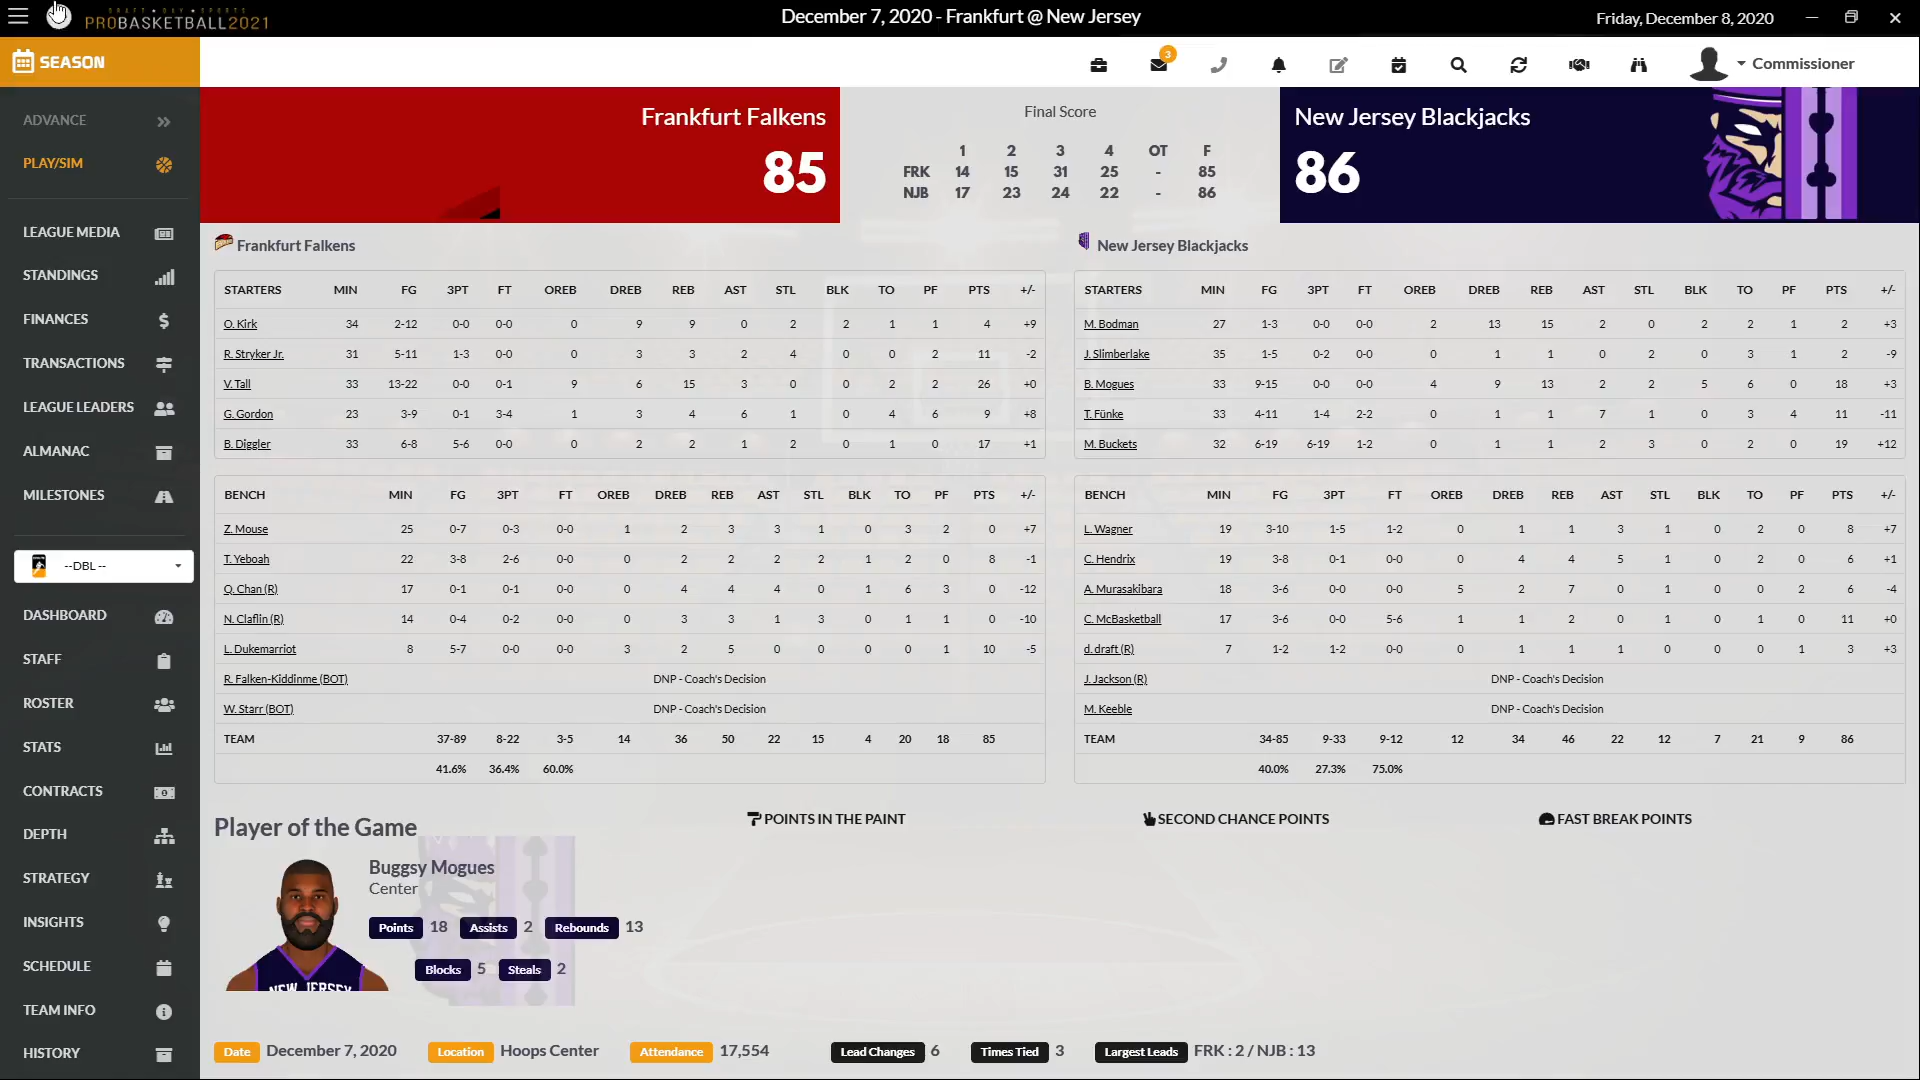 DRAFT · DAY · SPORTS
PROBASKETBALL2021
December 7, 2020 - Frankfurt @ New Jersey
Friday, December 8, 2020
SEASON
3
Commissioner
ADVANCE
PLAY/SIM
LEAGUE MEDIA
STANDINGS
FINANCES
TRANSACTIONS
LEAGUE LEADERS
ALMANAC
MILESTONES
--DBL--
DASHBOARD
STAFF
ROSTER
STATS
CONTRACTS
DEPTH
STRATEGY
INSIGHTS
SCHEDULE
TEAM INFO
HISTORY
Frankfurt Falkens
85
Final Score
1 2 3 4 OT F
FRK 14 15 31 25 - 85
NJB 17 23 24 22 - 86
New Jersey Blackjacks
86
Frankfurt Falkens
STARTERS MIN FG 3PT FT OREB DREB REB AST STL BLK TO PF PTS +/-
O. Kirk 34 2-12 0-0 0-0 0 9 9 0 2 2 1 1 4 +9
R. Stryker Jr. 31 5-11 1-3 0-0 0 3 3 2 4 0 0 2 11 -2
V. Tall 33 13-22 0-0 0-1 9 6 15 3 0 0 2 2 26 +0
G. Gordon 23 3-9 0-1 3-4 1 3 4 6 1 0 4 6 9 +8
B. Diggler 33 6-8 5-6 0-0 0 2 2 1 2 0 1 0 17 +1
BENCH MIN FG 3PT FT OREB DREB REB AST STL BLK TO PF PTS +/-
Z. Mouse 25 0-7 0-3 0-0 1 2 3 3 1 0 3 2 0 +7
T. Yeboah 22 3-8 2-6 0-0 0 2 2 2 2 1 2 0 8 -1
Q. Chan (R) 17 0-1 0-1 0-0 0 4 4 4 0 1 6 3 0 -12
N. Claflin (R) 14 0-4 0-2 0-0 0 3 3 1 3 0 1 1 0 -10
L. Dukemarriot 8 5-7 0-0 0-0 3 2 5 0 0 0 0 1 10 -5
R. Falken-Kiddinme (BOT) DNP - Coach's Decision
W. Starr (BOT) DNP - Coach's Decision
TEAM 37-89 8-22 3-5 14 36 50 22 15 4 20 18 85
41.6% 36.4% 60.0%
New Jersey Blackjacks
STARTERS MIN FG 3PT FT OREB DREB REB AST STL BLK TO PF PTS +/-
M. Bodman 27 1-3 0-0 0-0 2 13 15 2 0 2 2 1 2 +3
J. Slimberlake 35 1-5 0-2 0-0 0 1 1 0 2 0 3 1 2 -9
B. Mogues 33 9-15 0-0 0-0 4 9 13 2 2 5 6 0 18 +3
T. Fünke 33 4-11 1-4 2-2 0 1 1 7 1 0 3 4 11 -11
M. Buckets 32 6-19 6-19 1-2 0 1 1 2 3 0 2 0 19 +12
BENCH MIN FG 3PT FT OREB DREB REB AST STL BLK TO PF PTS +/-
L. Wagner 19 3-10 1-5 1-2 0 1 1 3 1 0 2 0 8 +7
C. Hendrix 19 3-8 0-1 0-0 0 4 4 5 1 0 2 0 6 +1
A. Murasakibara 18 3-6 0-0 0-0 5 2 7 0 1 0 0 2 6 -4
C. McBasketball 17 3-6 0-0 5-6 1 1 2 0 1 0 1 0 11 +0
d. draft (R) 7 1-2 1-2 0-0 0 1 1 1 0 0 0 1 3 +3
J. Jackson (R) DNP - Coach's Decision
M. Keeble DNP - Coach's Decision
TEAM 34-85 9-33 9-12 12 34 46 22 12 7 21 9 86
40.0% 27.3% 75.0%
Player of the Game
POINTS IN THE PAINT
SECOND CHANCE POINTS
FAST BREAK POINTS
Buggsy Mogues
Center
Points 18 Assists 2 Rebounds 13
Blocks 5 Steals 2
NEW JERSEY
Date December 7, 2020 Location Hoops Center Attendance 17,554 Lead Changes 6 Times Tied 3 Largest Leads FRK : 2 / NJB : 13